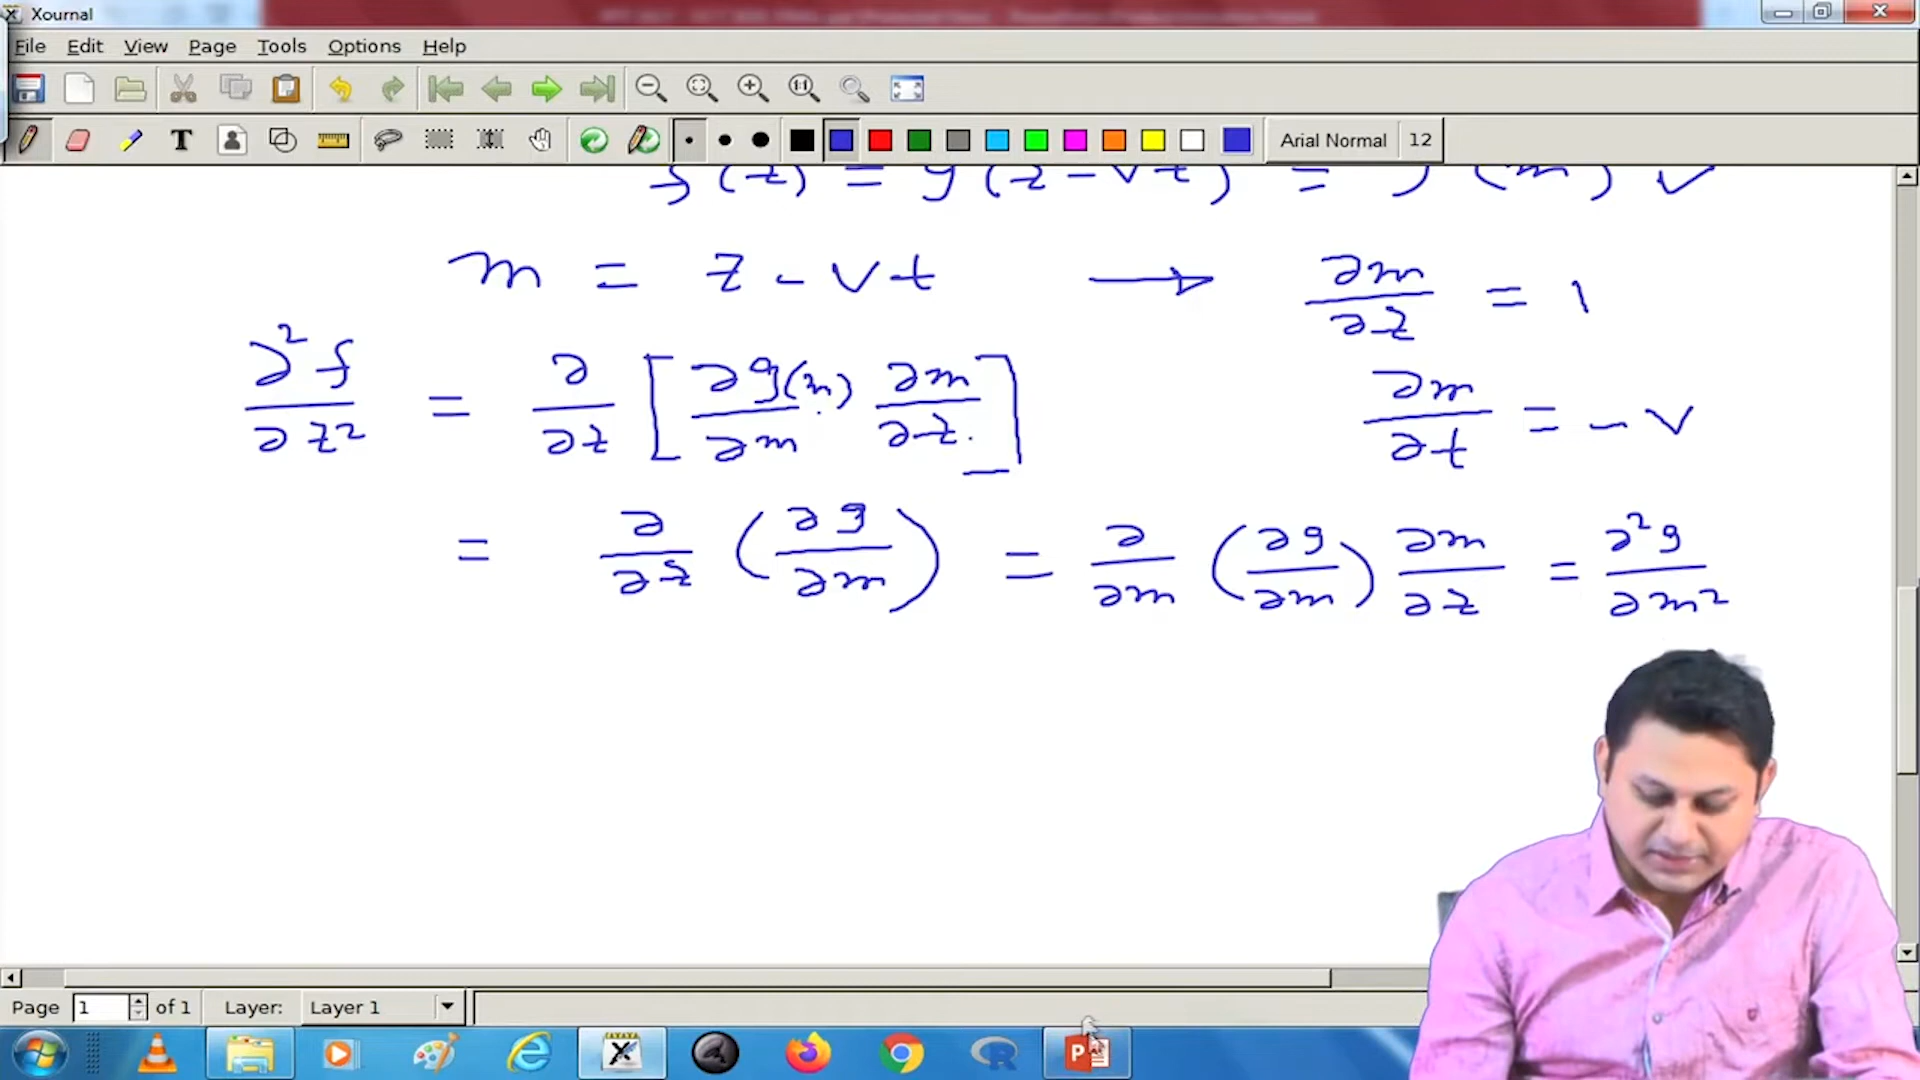 Xournal
File Edit View Page Tools Options Help
T Arial Normal 12
m = z - vt → ∂m/∂z = 1
∂²f/∂z² = ∂/∂z [∂g(m)/∂m ∂m/∂z]
∂m/∂t = -v
= ∂/∂z (∂g/∂m) = ∂/∂m (∂g/∂m) ∂m/∂z = ∂²g/∂m²
Page 1 of 1 Layer: Layer 1